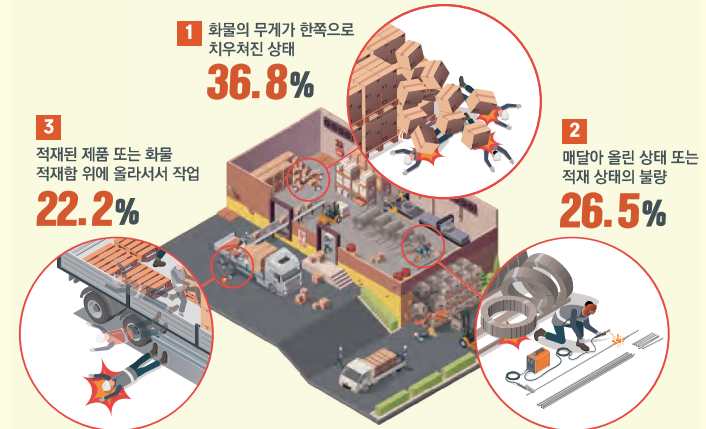 1
화물의 무게가 한쪽으로
치우쳐진 상태
36.8%
3
적재된 제품 또는 화물
적재함 위에 올라서서 작업
22.2%
2
매달아 올린 상태 또는
적재 상태의 불량
26.5%